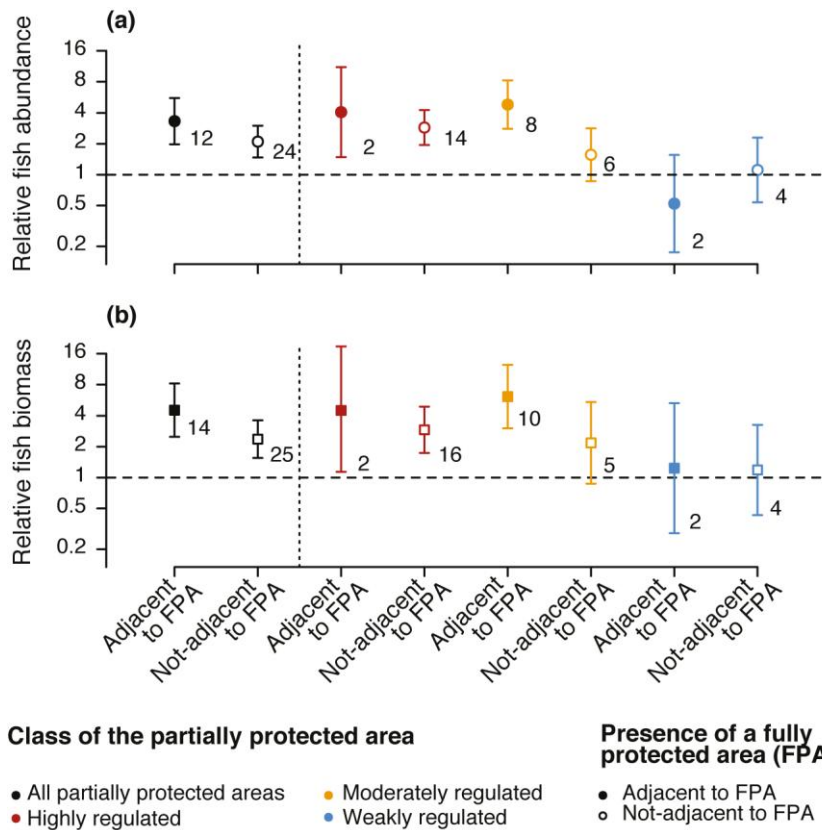 (a)
Relative fish abundance
16
8
4
2
1
0.5
0.2
12
24
2
14
8
6
2
4
(b)
Relative fish biomass
16
8
4
2
1
0.5
0.2
14
25
2
16
10
5
2
4
Adjacent
to FPA
Not-adjacent
to FPA
Adjacent
to FPA
Not-adjacent
to FPA
Adjacent
to FPA
Not-adjacent
to FPA
Adjacent
to FPA
Not-adjacent
to FPA
Class of the partially protected area
All partially protected areas
Highly regulated
Moderately regulated
Weakly regulated
Presence of a fully
protected area (FPA
Adjacent to FPA
Not-adjacent to FPA